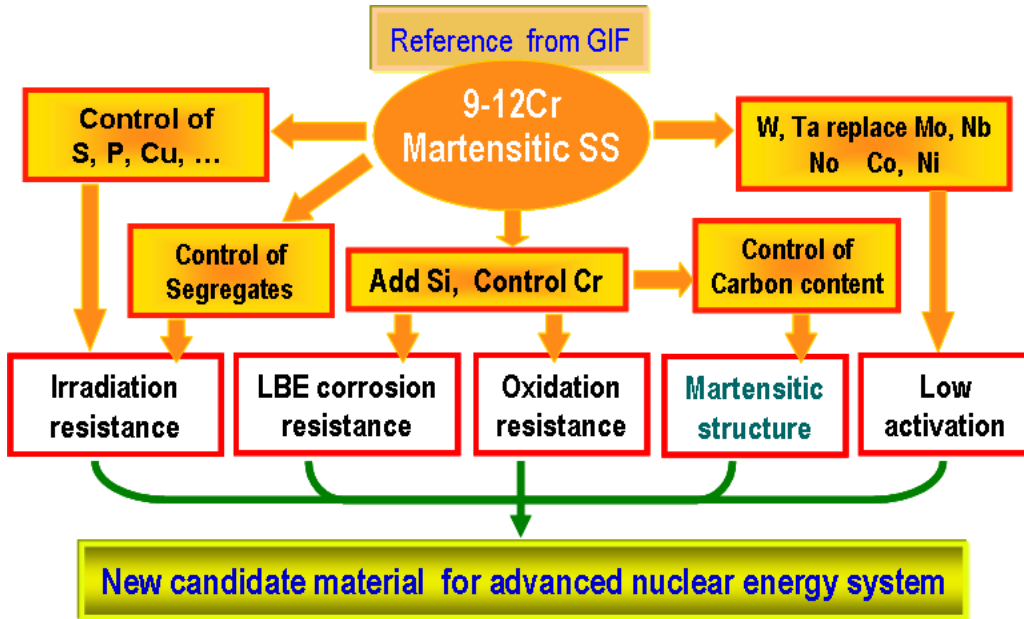 Reference from GIF
9-12Cr
Martensitic SS
Control of
S, P, Cu, ...
W, Ta replace Mo, Nb
No Co, Ni
Control of
Segregates
Add Si, Control Cr
Control of
Carbon content
Irradiation
resistance
LBE corrosion
resistance
Oxidation
resistance
Martensitic
structure
Low
activation
New candidate material for advanced nuclear energy system